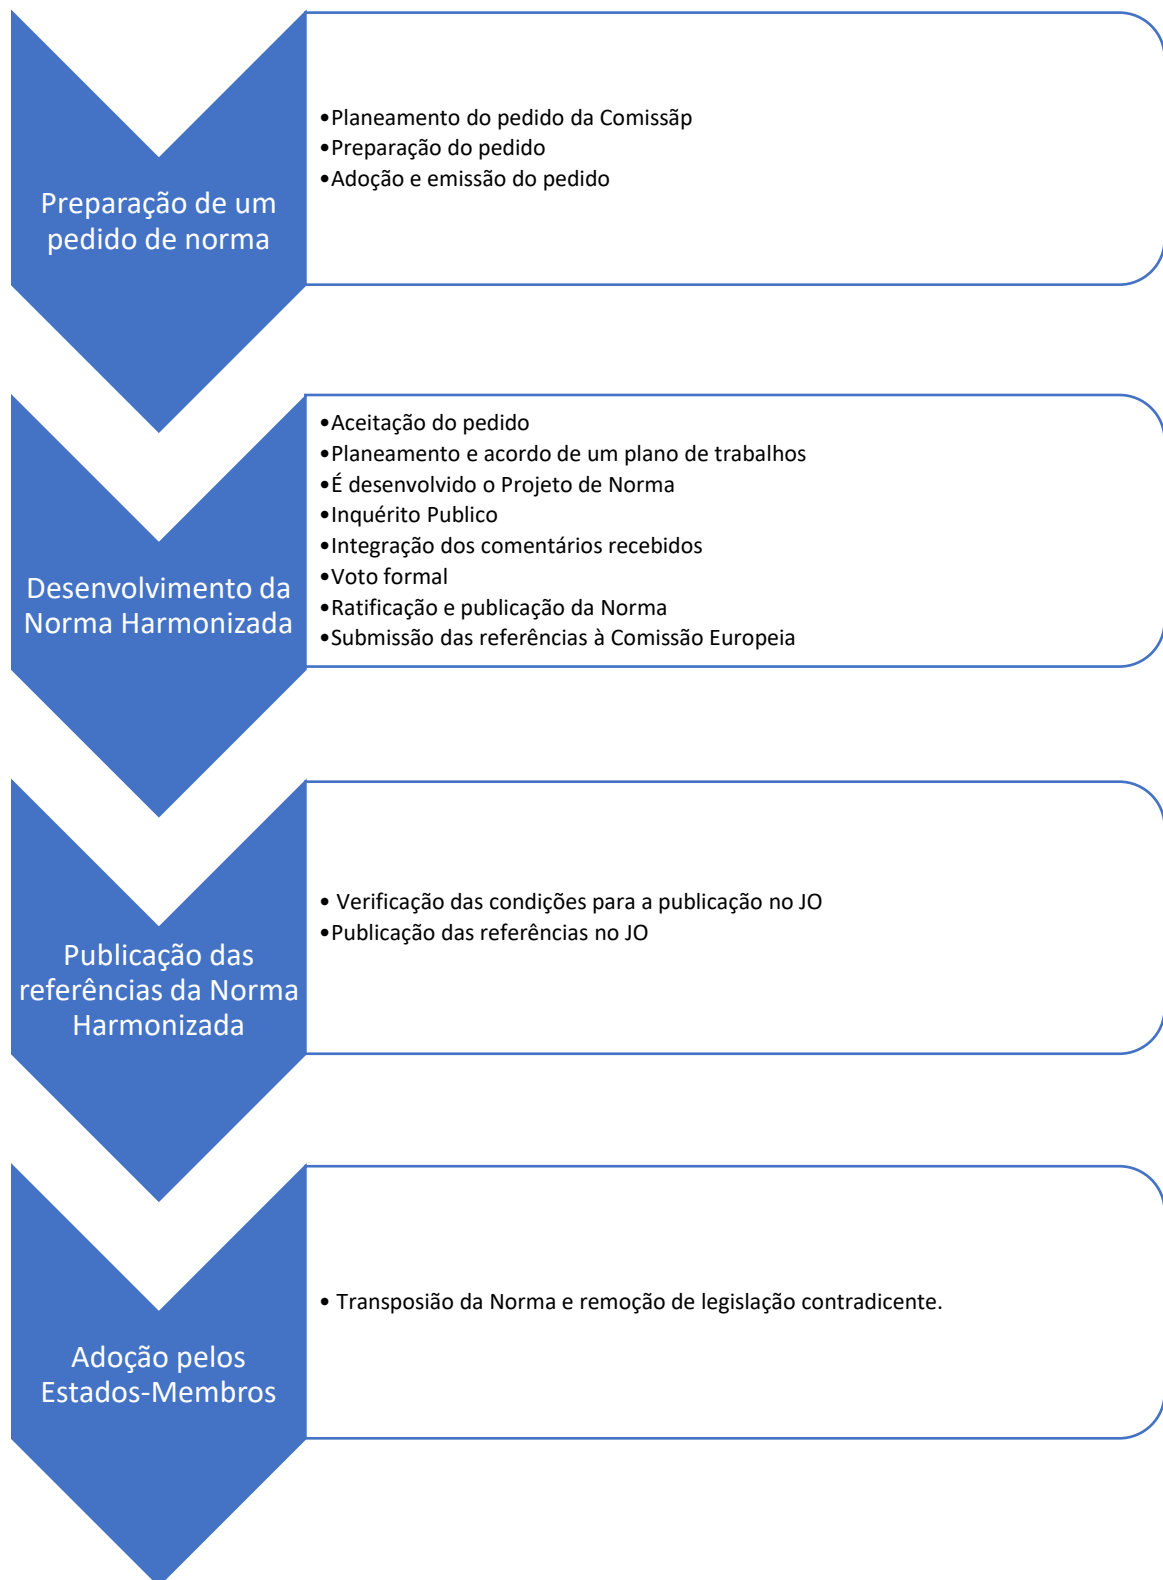 Preparação de um
pedido de norma
•Planeamento do pedido da Comissãp
•Preparação do pedido
•Adoção e emissão do pedido
Desenvolvimento da
Norma Harmonizada
•Aceitação do pedido
•Planeamento e acordo de um plano de trabalhos
•É desenvolvido o Projeto de Norma
•Inquérito Publico
•Integração dos comentários recebidos
•Voto formal
•Ratificação e publicação da Norma
•Submissão das referências à Comissão Europeia
Publicação das
referências da Norma
Harmonizada
• Verificação das condições para a publicação no JO
•Publicação das referências no JO
Adoção pelos
Estados-Membros
• Transposião da Norma e remoção de legislação contradicente.